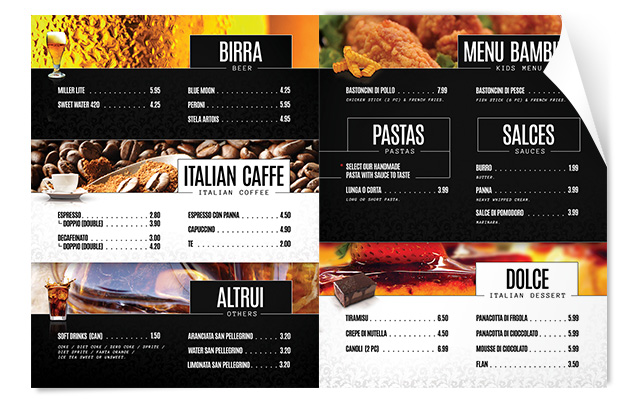 BIRRA
BEER
MILLER LITE . . . . . . . . . . 5.95
SWEET WATER 420 . . . . . . . 4.25
BLUE MOON . . . . . . . . . . 4.25
PERONI . . . . . . . . . . . . 5.95
STELA ARTOIS . . . . . . . . . 4.95
ITALIAN CAFFE
ITALIAN COFFEE
ESPRESSO . . . . . . . . . . . 2.80
DOPPIO (DOUBLE) . . . . . . . 3.90
DECAFEINATO . . . . . . . . . 3.00
DOPPIO (DOUBLE) . . . . . . . 4.20
ESPRESSO CON PANNA . . . . . . 4.50
CAPUCCINO . . . . . . . . . . 4.90
TE . . . . . . . . . . . . . . 2.00
ALTRUI
OTHERS
SOFT DRINKS (CAN) . . . . . . . 1.50
COKE / DIET COKE / ZERO COKE / SPRITE /
DIET SPRITE / FANTA ORANGE /
ICE TEA SWEET OR UNSWEET.
ARANCIATA SAN PELLEGRINO . . . . 3.20
WATER SAN PELLEGRINO . . . . . . 3.20
LIMONATA SAN PELLEGRINO . . . . 3.20
MENU BAMBI
KIDS MENU
BASTONCINI DI POLLO . . . . . . 7.99
CHICKEN STICK (2 PC) & FRENCH FRIES.
BASTONCINI DI PESCE . . . . . .
FISH STICK (2 PC) & FRENCH FRIES.
PASTAS
PASTAS
* SELECT OUR HANDMADE
PASTA WITH SAUCE TO TASTE
LUNGA O CORTA . . . . . . . . . 3.99
LONG OR SHORT PASTA.
SALCES
SAUCES
BURRO . . . . . . . . . . . . 1.99
BUTTER.
PANNA . . . . . . . . . . . . 3.99
HEAVY WHIPPED CREAM.
SALCE DI POMODORO . . . . . . . 3.99
MARINARA.
DOLCE
ITALIAN DESSERT
TIRAMISU . . . . . . . . . . . 6.50
CREPE DI NUTELLA . . . . . . . 4.50
CANOLI (2 PC) . . . . . . . . . 6.99
PANACOTTA DI FRGOLA . . . . . . 5.99
PANACOTTA DI CIOCCOLATO . . . . 5.99
MOUSSE DI CIOCOLATO . . . . . . 5.99
FLAN . . . . . . . . . . . . . 3.50